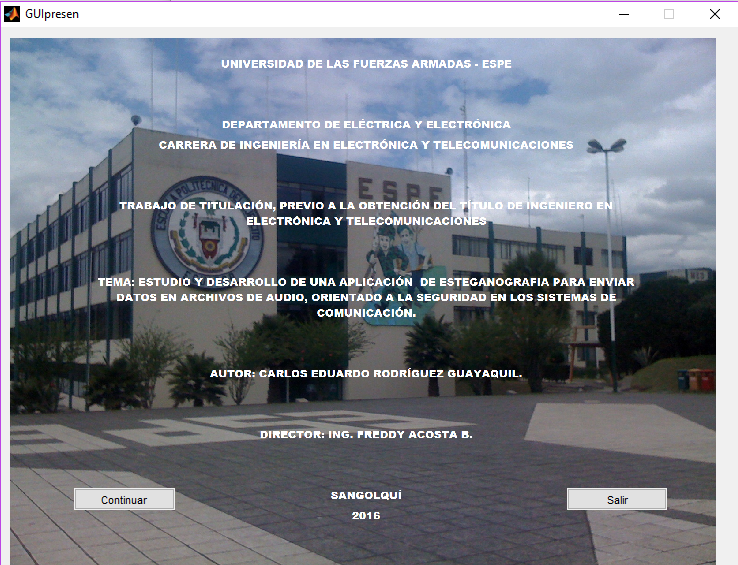 GUIpresen
UNIVERSIDAD DE LAS FUERZAS ARMADAS - ESPE
DEPARTAMENTO DE ELÉCTRICA Y ELECTRÓNICA
CARRERA DE INGENIERÍA EN ELECTRÓNICA Y TELECOMUNICACIONES
ESPE
ESCUELA POLITECNICA
TRABAJO DE TITULACIÓN, PREVIO A LA OBTENCIÓN DEL TÍTULO DE INGENIERO EN
ELECTRÓNICA Y TELECOMUNICACIONES
TEMA: ESTUDIO Y DESARROLLO DE UNA APLICACIÓN DE ESTEGANOGRAFIA PARA ENVIAR
DATOS EN ARCHIVOS DE AUDIO, ORIENTADO A LA SEGURIDAD EN LOS SISTEMAS DE
COMUNICACIÓN.
AUTOR: CARLOS EDUARDO RODRÍGUEZ GUAYAQUIL.
DIRECTOR: ING. FREDDY ACOSTA B.
SANGOLQUÍ
Continuar
Salir
2016